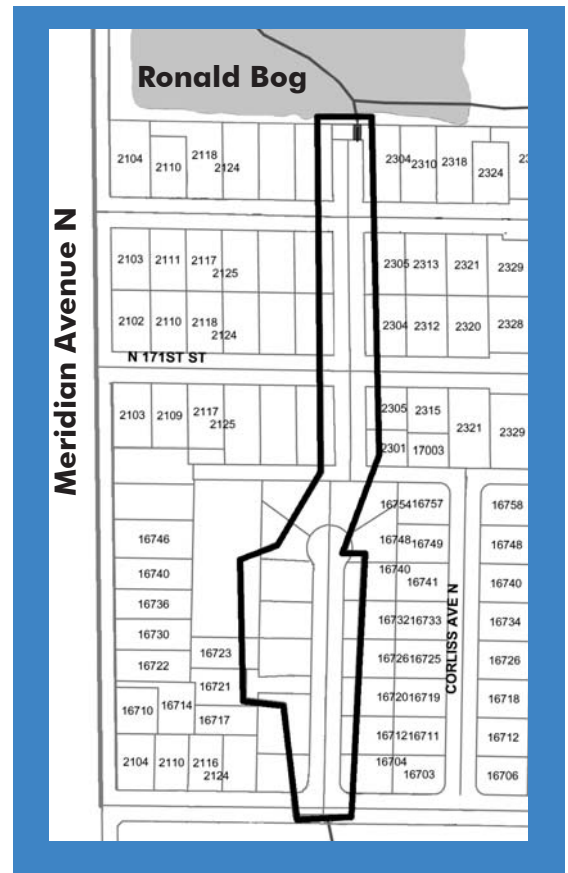 Ronald Bog
Meridian Avenue N
2104 2110 2118 2124 2304 2310 2318 2324
2103 2111 2117 2125 2305 2313 2321 2329
2102 2110 2118 2124 2304 2312 2320 2328
N 171ST ST
2103 2109 2117 2125 2305 2315 2321 2329
2301 17003
16754 16757 16758
16746 16748 16749 16748
16740 16740 16741 16740
16736 16732 16733 16734
16730 16723 16726 16725 16726
16722 16721 16720 16719 16718
16710 16714 16717 16712 16711 16712
2104 2110 2116 2124 16704 16703 16706
CORLISS AVE N